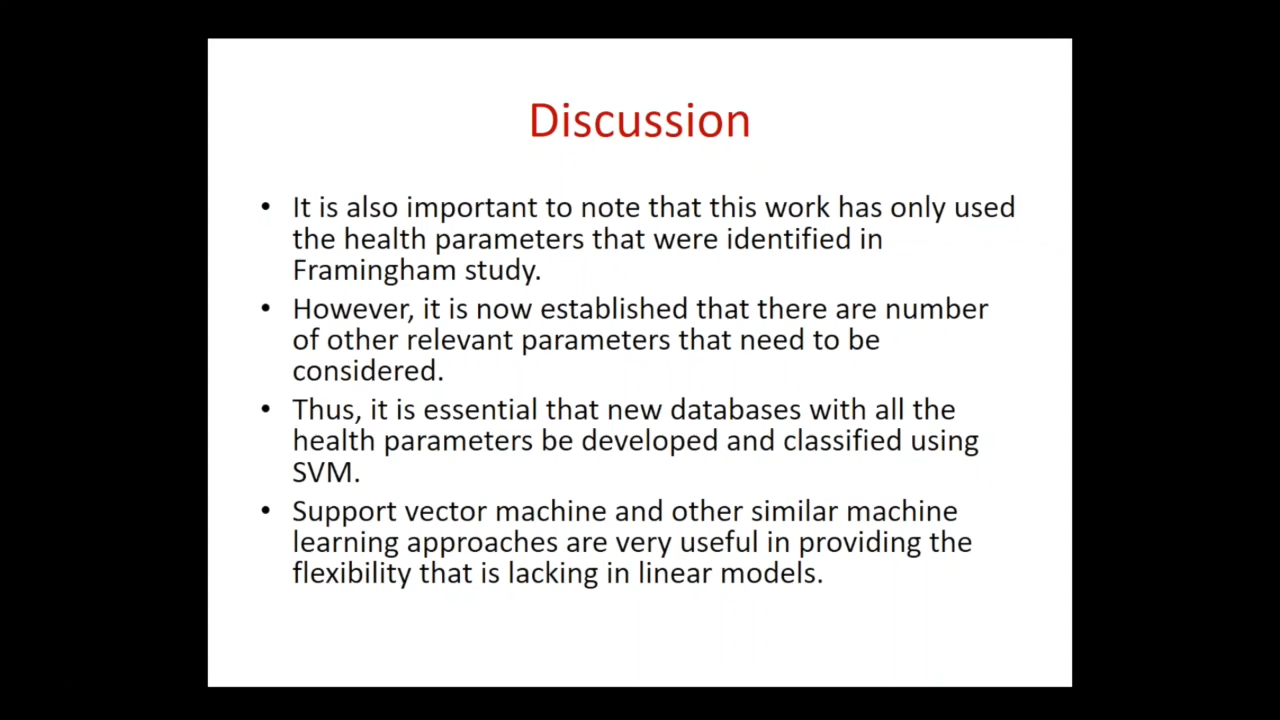 Discussion
• It is also important to note that this work has only used
the health parameters that were identified in
Framingham study.
• However, it is now established that there are number
of other relevant parameters that need to be
considered.
• Thus, it is essential that new databases with all the
health parameters be developed and classified using
SVM.
• Support vector machine and other similar machine
learning approaches are very useful in providing the
flexibility that is lacking in linear models.